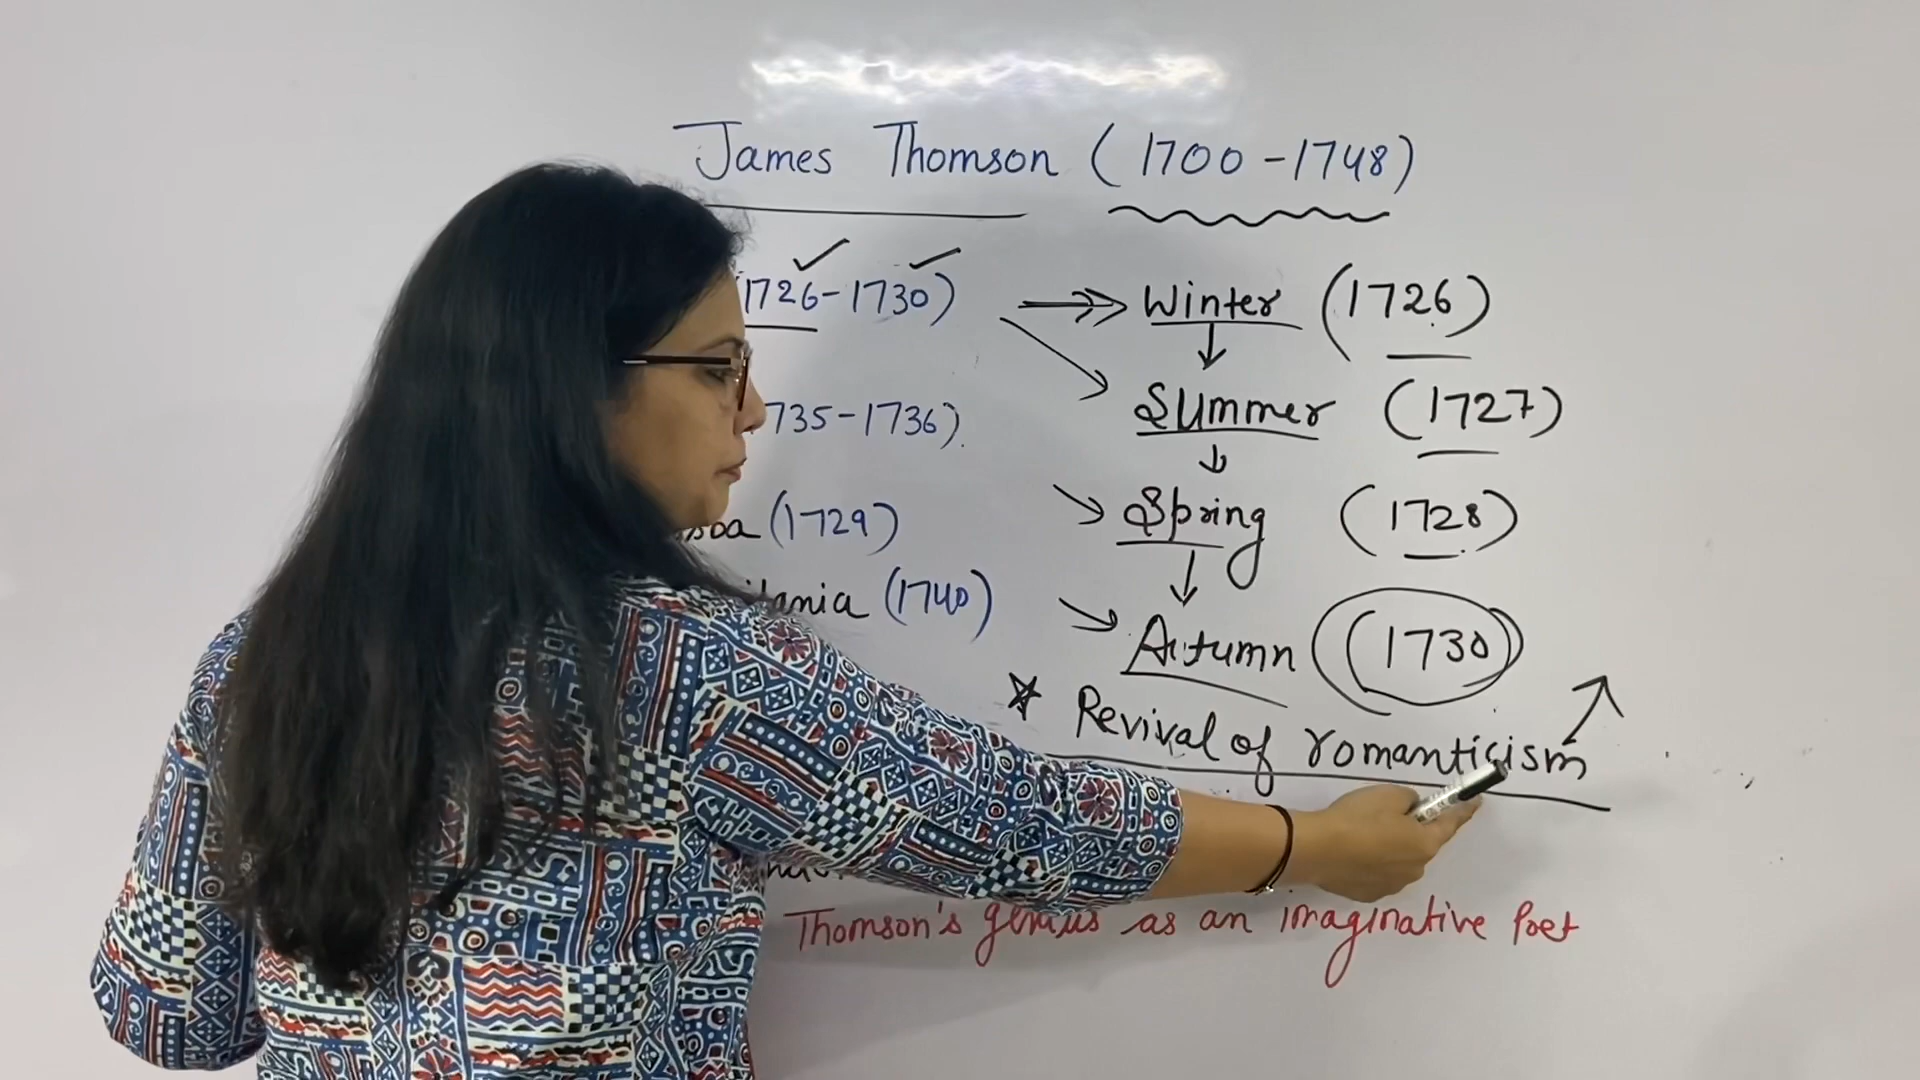 James Thomson (1700-1748)
(1726-1730)
Winter (1726)
Summer (1727)
735-1736).
Spring (1728)
(1729)
(1740)
Autumn (1730)
Revival of romanticism
Thomson's genius as an imaginative Poet